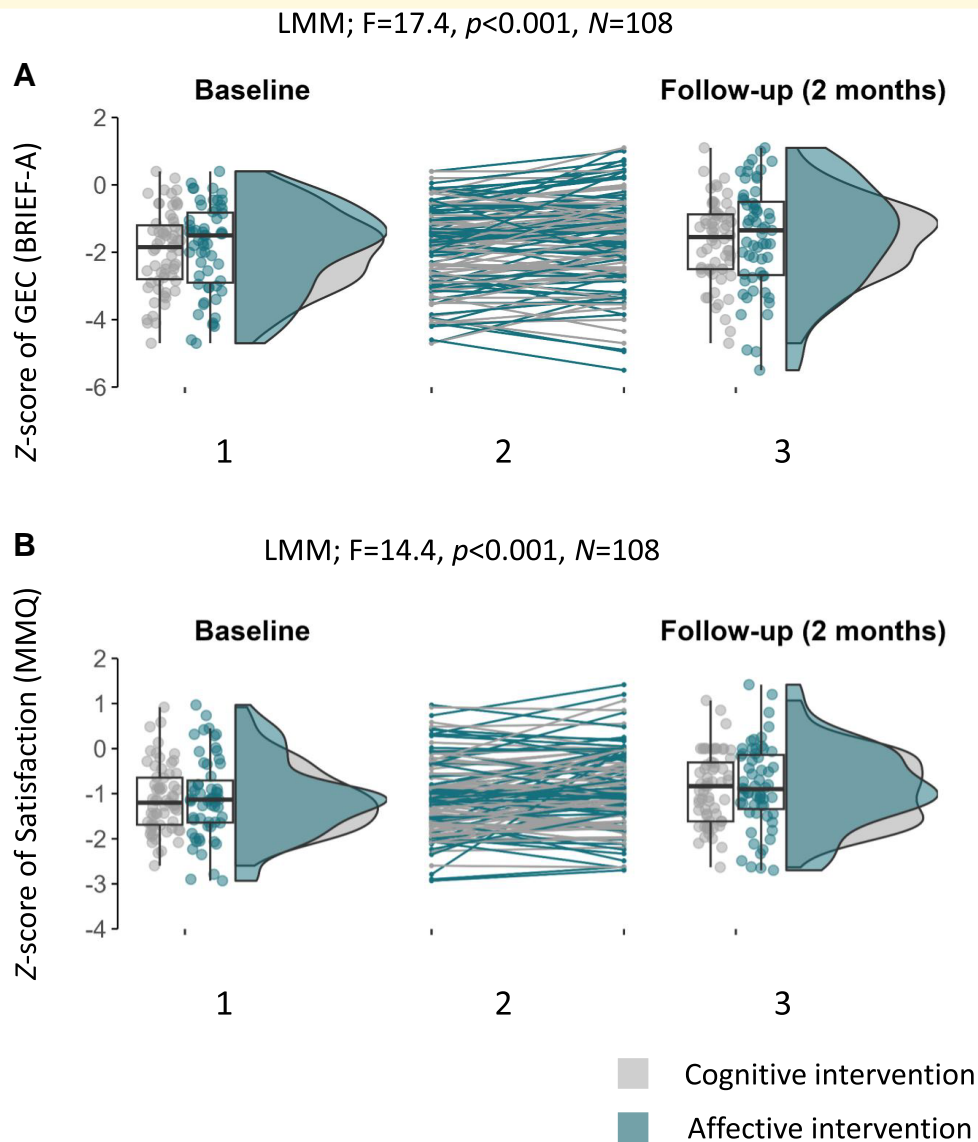 LMM; F=17.4, p<0.001, N=108
A
Baseline
Follow-up (2 months)
Z-score of GEC (BRIEF-A)
2
0
-2
-4
-6
1
2
3
B
LMM; F=14.4, p<0.001, N=108
Baseline
Follow-up (2 months)
Z-score of Satisfaction (MMQ)
2
1
0
-1
-2
-3
-4
1
2
3
Cognitive intervention
Affective intervention